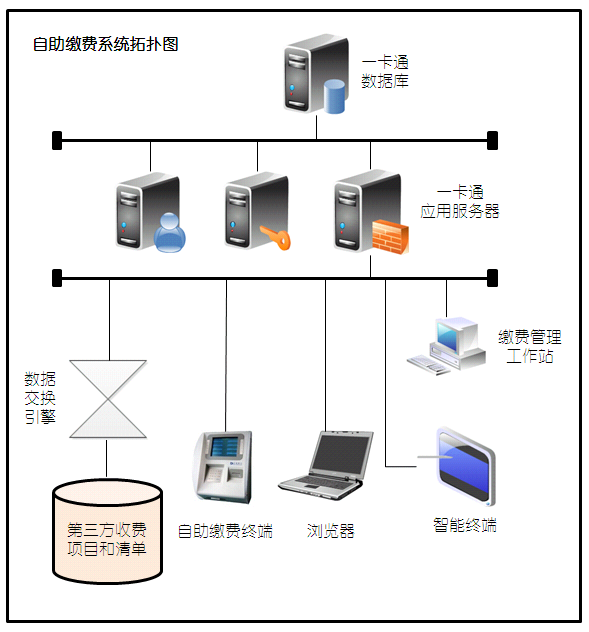 自助缴费系统拓扑图
一卡通
数据库
一卡通
应用服务器
缴费管理
工作站
数据
交换
引擎
第三方收费
项目和清单
自助缴费终端
浏览器
智能终端